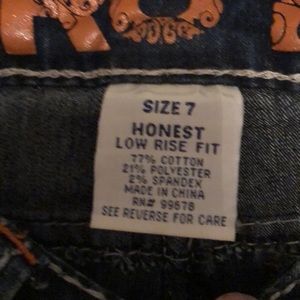 SIZE 7
HONEST
LOW RISE FIT
77% COTTON
21% POLYESTER
2% SPANDEX
MADE IN CHINA
RN# 99578
SEE REVERSE FOR CARE